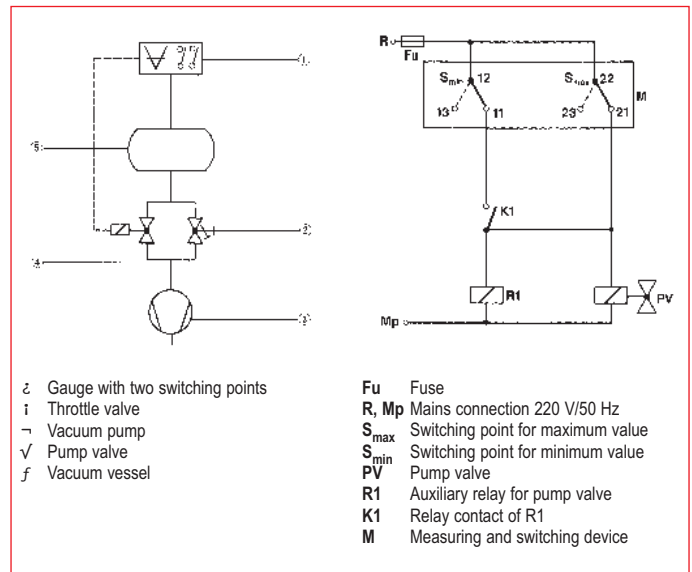 R
Fu
S 12
S 22
M
13
11
23
21
K1
R1
PV
Mp
¿ Gauge with two switching points
¡ Throttle valve
¬ Vacuum pump
√ Pump valve
ƒ Vacuum vessel
Fu Fuse
R, Mp Mains connection 220 V/50 Hz
Smax Switching point for maximum value
Smin Switching point for minimum value
PV Pump valve
R1 Auxiliary relay for pump valve
K1 Relay contact of R1
M Measuring and switching device